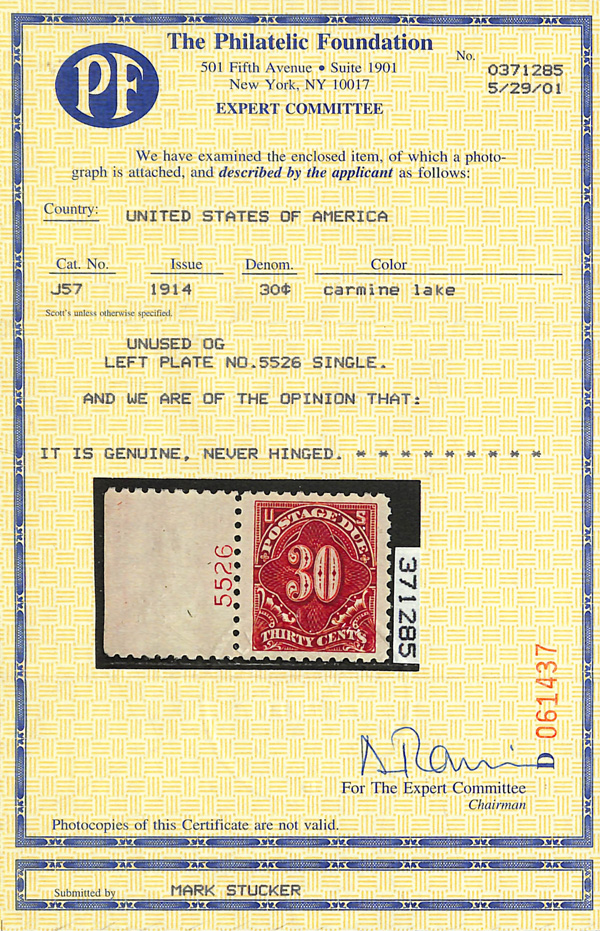 PF
The Philatelic Foundation
501 Fifth Avenue • Suite 1901
New York, NY 10017
EXPERT COMMITTEE
No.
0371285
5/29/01
We have examined the enclosed item, of which a photo-
graph is attached, and described by the applicant as follows:
Country: UNITED STATES OF AMERICA
Cat. No. Issue Denom. Color
J57 1914 30¢ carmine lake
Scott's unless otherwise specified.
UNUSED OG
LEFT PLATE NO.5526 SINGLE.
AND WE ARE OF THE OPINION THAT:
IT IS GENUINE, NEVER HINGED. * * * * * * * * *
5526
U S
POSTAGE DUE
30
THIRTY CENTS
371285
D 061437
For The Expert Committee
Chairman
Photocopies of this Certificate are not valid.
Submitted by MARK STUCKER